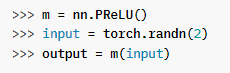 >>> m = nn.PReLU()
>>> input = torch.randn(2)
>>> output = m(input)